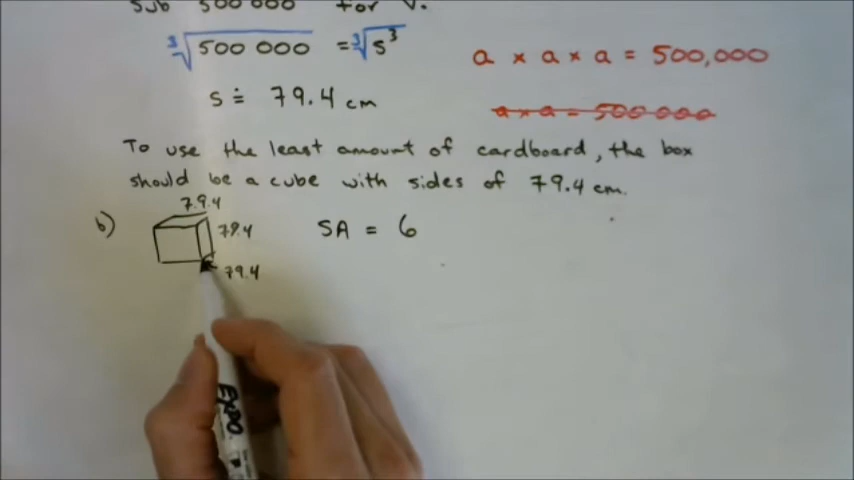 Sub 500 000 for V.
∛500 000 = ∛s³
a × a × a = 500,000
s ≐ 79.4 cm
a × a = 500 000
To use the least amount of cardboard, the box
should be a cube with sides of 79.4 cm.
79.4
b)
79.4
SA = 6
79.4
EXPO